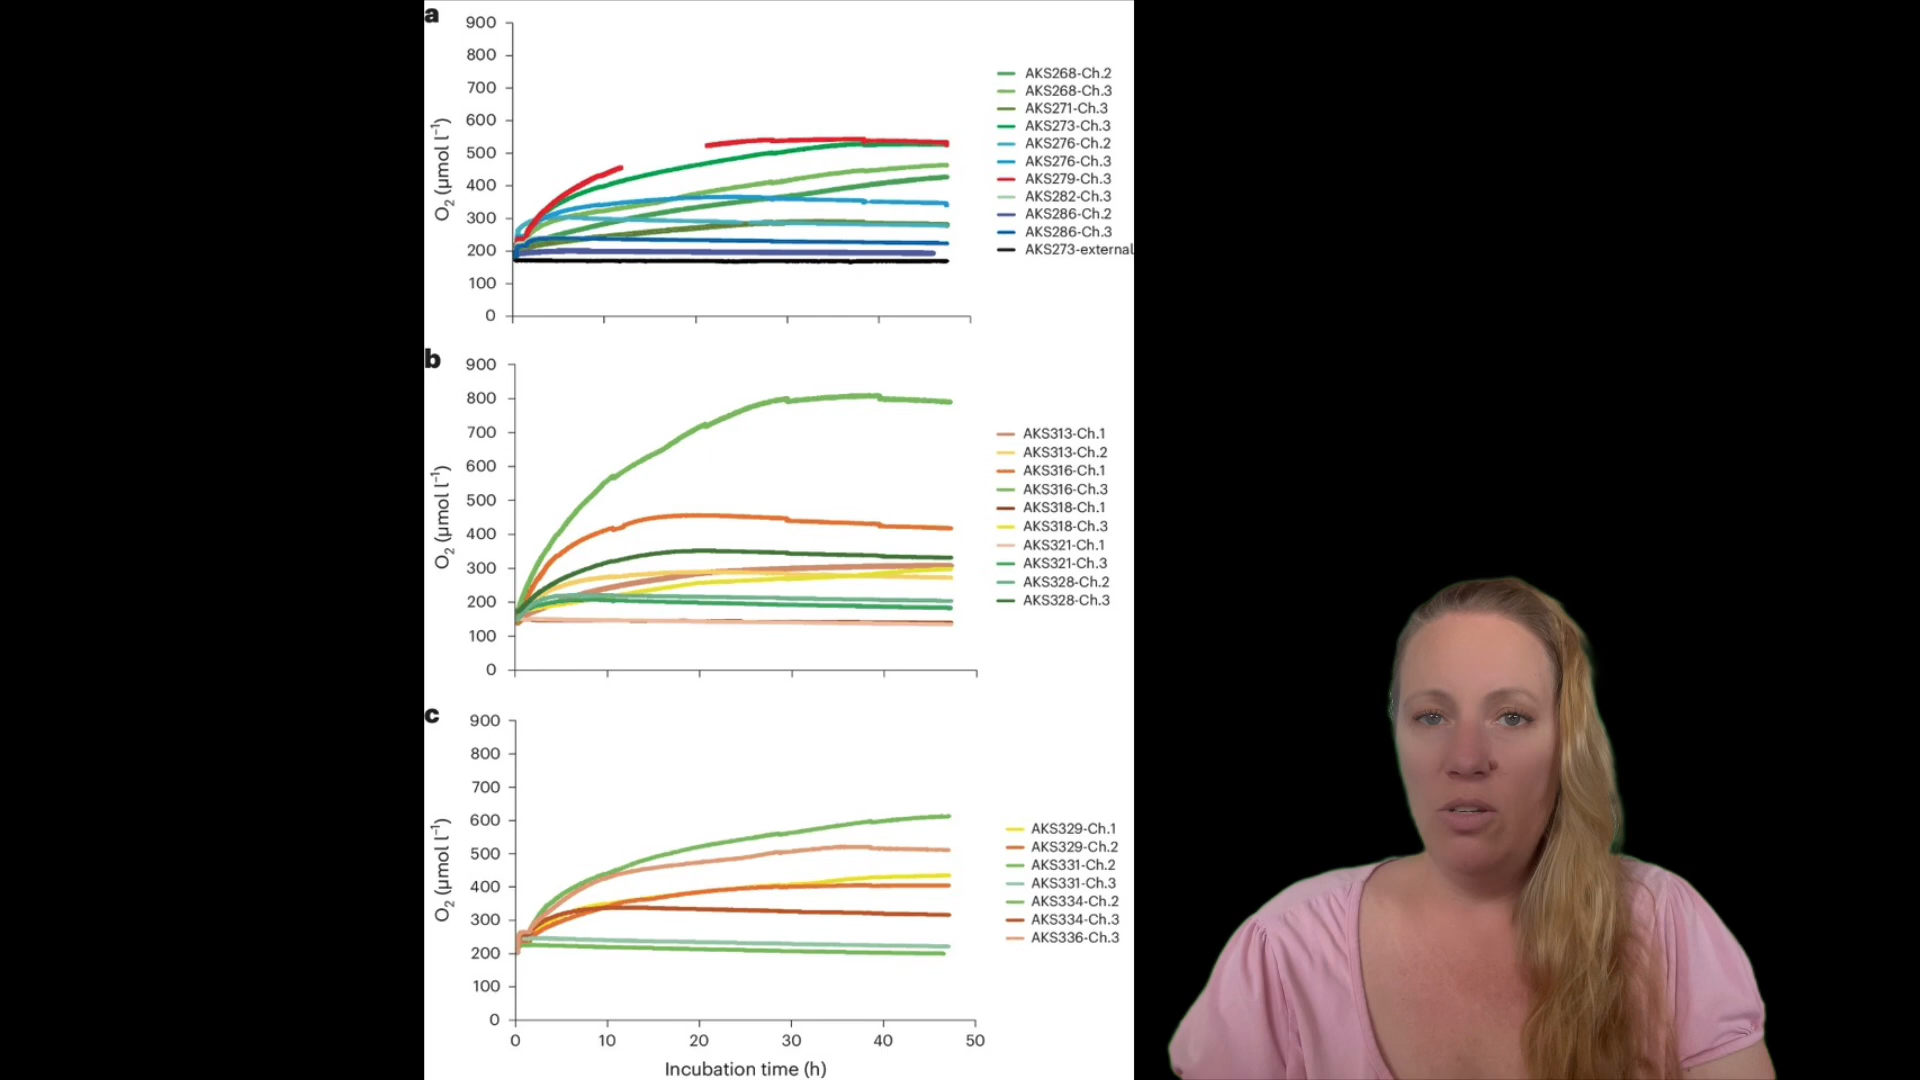 a
900
800
700
600
500
400
300
200
100
0
O₂ (µmol l⁻¹)
AKS268-Ch.2
AKS268-Ch.3
AKS271-Ch.3
AKS273-Ch.3
AKS276-Ch.2
AKS276-Ch.3
AKS279-Ch.3
AKS282-Ch.3
AKS286-Ch.2
AKS286-Ch.3
AKS273-external
b
900
800
700
600
500
400
300
200
100
0
O₂ (µmol l⁻¹)
AKS313-Ch.1
AKS313-Ch.2
AKS316-Ch.1
AKS316-Ch.3
AKS318-Ch.1
AKS318-Ch.3
AKS321-Ch.1
AKS321-Ch.3
AKS328-Ch.2
AKS328-Ch.3
c
900
800
700
600
500
400
300
200
100
0
O₂ (µmol l⁻¹)
AKS329-Ch.1
AKS329-Ch.2
AKS331-Ch.2
AKS331-Ch.3
AKS334-Ch.2
AKS334-Ch.3
AKS336-Ch.3
0 10 20 30 40 50
Incubation time (h)